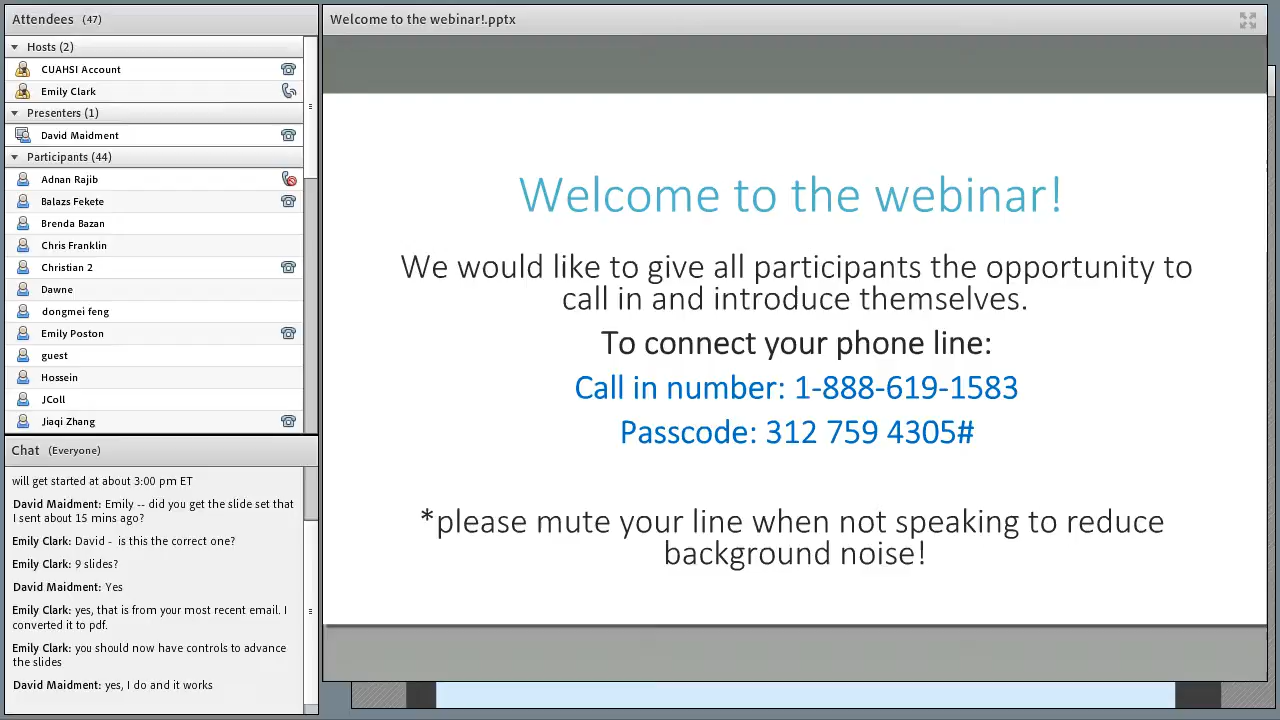 Attendees (47)
Hosts (2)
CUAHSI Account
Emily Clark
Presenters (1)
David Maidment
Participants (44)
Adnan Rajib
Balazs Fekete
Brenda Bazan
Chris Franklin
Christian 2
Dawne
dongmei feng
Emily Poston
guest
Hossein
JColl
Jiaqi Zhang
Chat (Everyone)
will get started at about 3:00 pm ET
David Maidment: Emily -- did you get the slide set that
I sent about 15 mins ago?
Emily Clark: David - is this the correct one?
Emily Clark: 9 slides?
David Maidment: Yes
Emily Clark: yes, that is from your most recent email. I
converted it to pdf.
Emily Clark: you should now have controls to advance
the slides
David Maidment: yes, I do and it works
Welcome to the webinar!.pptx
Welcome to the webinar!
We would like to give all participants the opportunity to
call in and introduce themselves.
To connect your phone line:
Call in number: 1-888-619-1583
Passcode: 312 759 4305#
*please mute your line when not speaking to reduce
background noise!